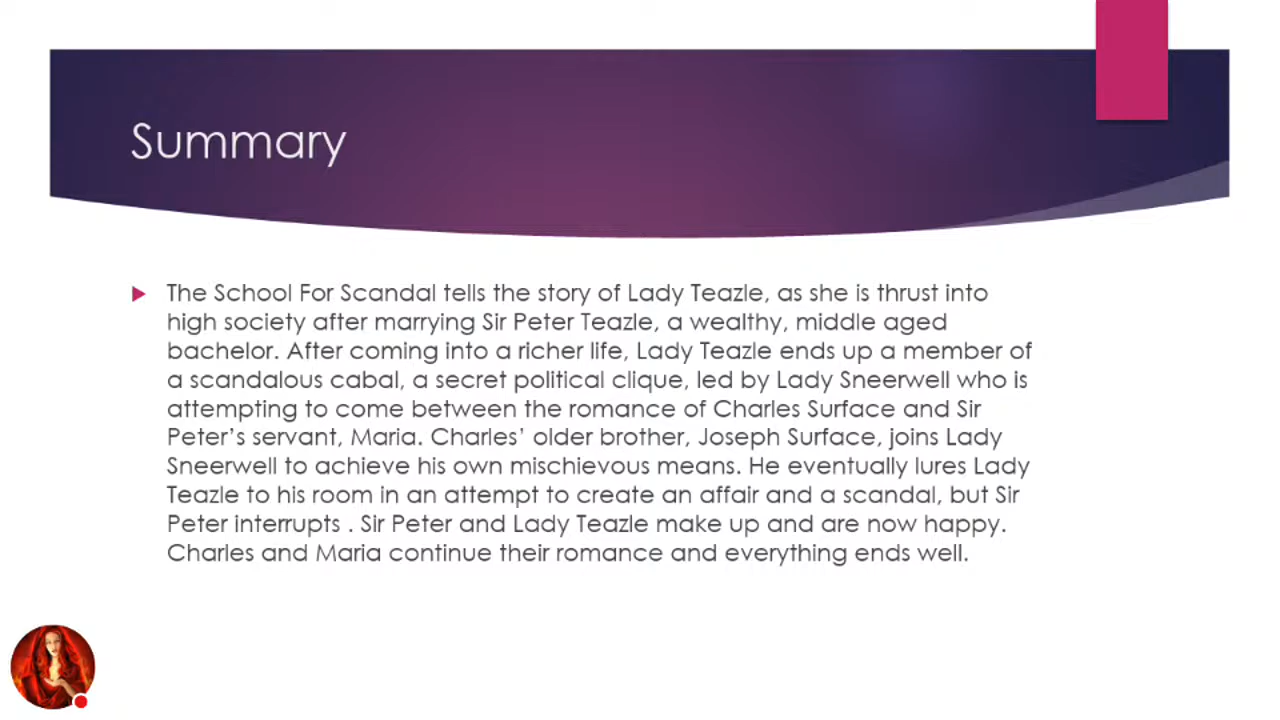 Summary
The School For Scandal tells the story of Lady Teazle, as she is thrust into
high society after marrying Sir Peter Teazle, a wealthy, middle aged
bachelor. After coming into a richer life, Lady Teazle ends up a member of
a scandalous cabal, a secret political clique, led by Lady Sneerwell who is
attempting to come between the romance of Charles Surface and Sir
Peter’s servant, Maria. Charles’ older brother, Joseph Surface, joins Lady
Sneerwell to achieve his own mischievous means. He eventually lures Lady
Teazle to his room in an attempt to create an affair and a scandal, but Sir
Peter interrupts . Sir Peter and Lady Teazle make up and are now happy.
Charles and Maria continue their romance and everything ends well.